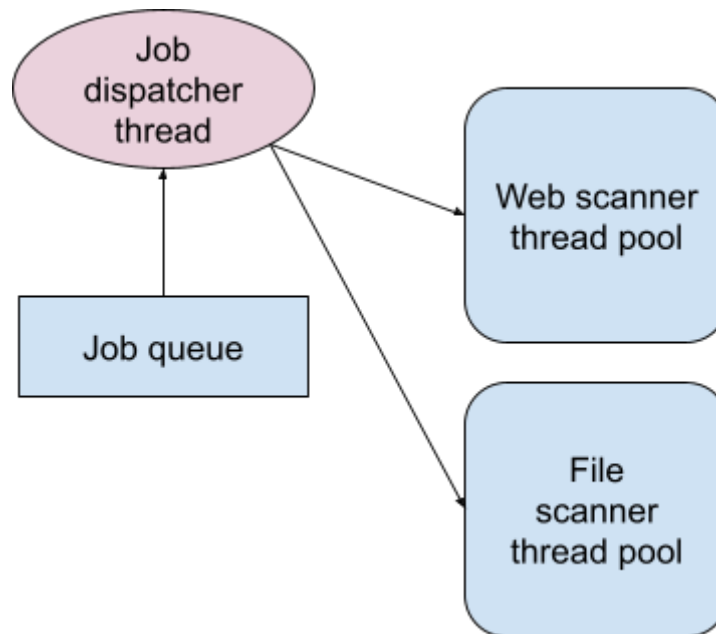 Job
dispatcher
thread
Web scanner
thread pool
Job queue
File
scanner
thread pool